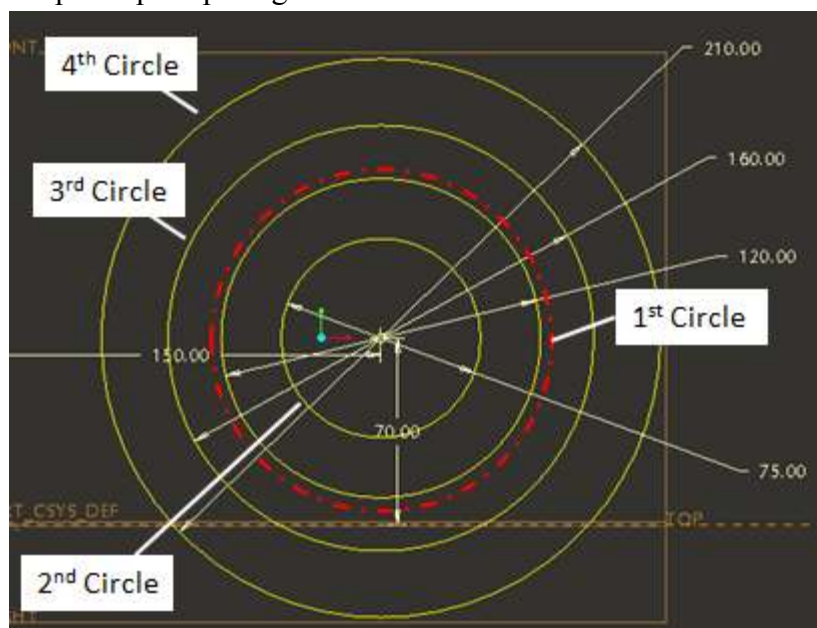 4th Circle
210.00
160.00
3rd Circle
120.00
1st Circle
150.00
70.00
75.00
TOP
2nd Circle